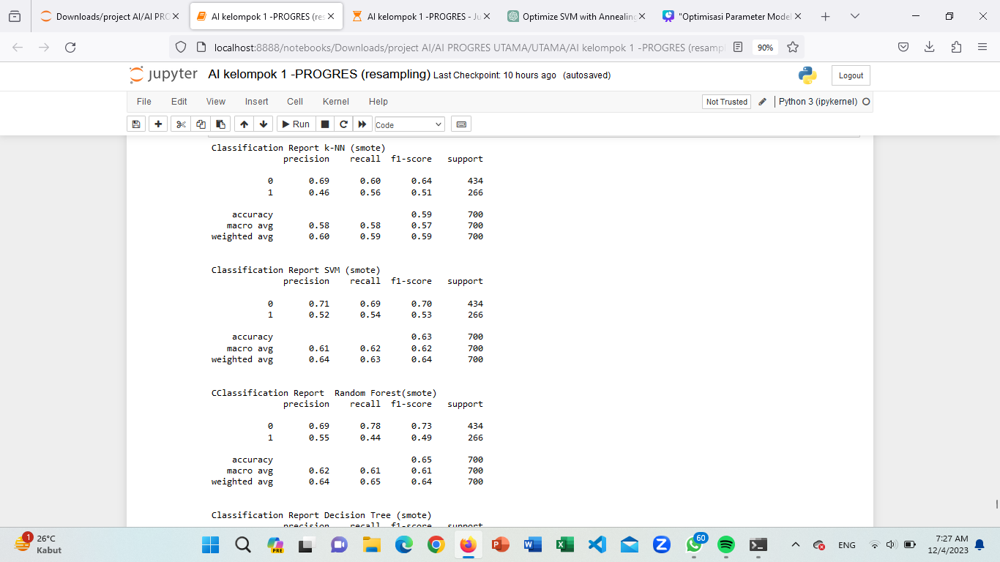 Downloads/project AI/AI PRO
AI kelompok 1 -PROGRES (res
AI kelompok 1 -PROGRES - Ju
Optimize SVM with Annealing
"Optimisasi Parameter Model
localhost:8888/notebooks/Downloads/project AI/AI PROGRES UTAMA/UTAMA/AI kelompok 1 -PROGRES (resampl
90%
jupyter AI kelompok 1 -PROGRES (resampling) Last Checkpoint: 10 hours ago (autosaved)
Logout
File Edit View Insert Cell Kernel Help
Not Trusted
Python 3 (ipykernel)
Run
Code
Classification Report k-NN (smote)
precision recall f1-score support
0 0.69 0.60 0.64 434
1 0.46 0.56 0.51 266
accuracy 0.59 700
macro avg 0.58 0.58 0.57 700
weighted avg 0.60 0.59 0.59 700
Classification Report SVM (smote)
precision recall f1-score support
0 0.71 0.69 0.70 434
1 0.52 0.54 0.53 266
accuracy 0.63 700
macro avg 0.61 0.62 0.62 700
weighted avg 0.64 0.63 0.64 700
CClassification Report  Random Forest(smote)
precision recall f1-score support
0 0.69 0.78 0.73 434
1 0.55 0.44 0.49 266
accuracy 0.65 700
macro avg 0.62 0.61 0.61 700
weighted avg 0.64 0.65 0.64 700
Classification Report Decision Tree (smote)
precision recall f1-score support
1
26°C
Kabut
PRE
60
ENG
7:27 AM
12/4/2023